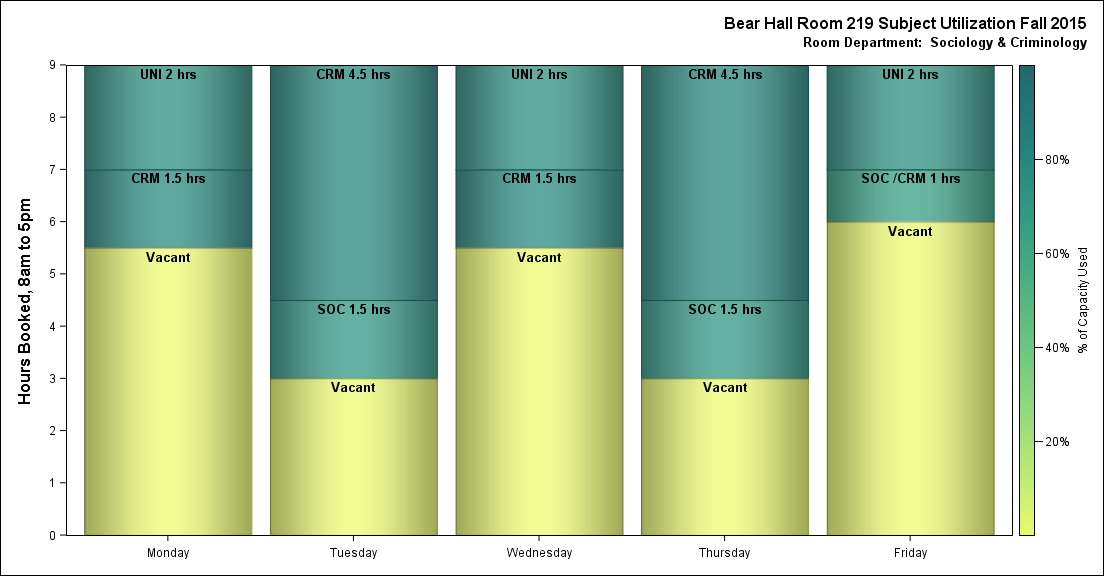 Bear Hall Room 219 Subject Utilization Fall 2015
Room Department:  Sociology & Criminology
Hours Booked, 8am to 5pm
9
8
7
6
5
4
3
2
1
0
UNI 2 hrs
CRM 1.5 hrs
Vacant
Monday
CRM 4.5 hrs
SOC 1.5 hrs
Vacant
Tuesday
UNI 2 hrs
CRM 1.5 hrs
Vacant
Wednesday
CRM 4.5 hrs
SOC 1.5 hrs
Vacant
Thursday
UNI 2 hrs
SOC /CRM 1 hrs
Vacant
Friday
80%
60%
40%
20%
% of Capacity Used